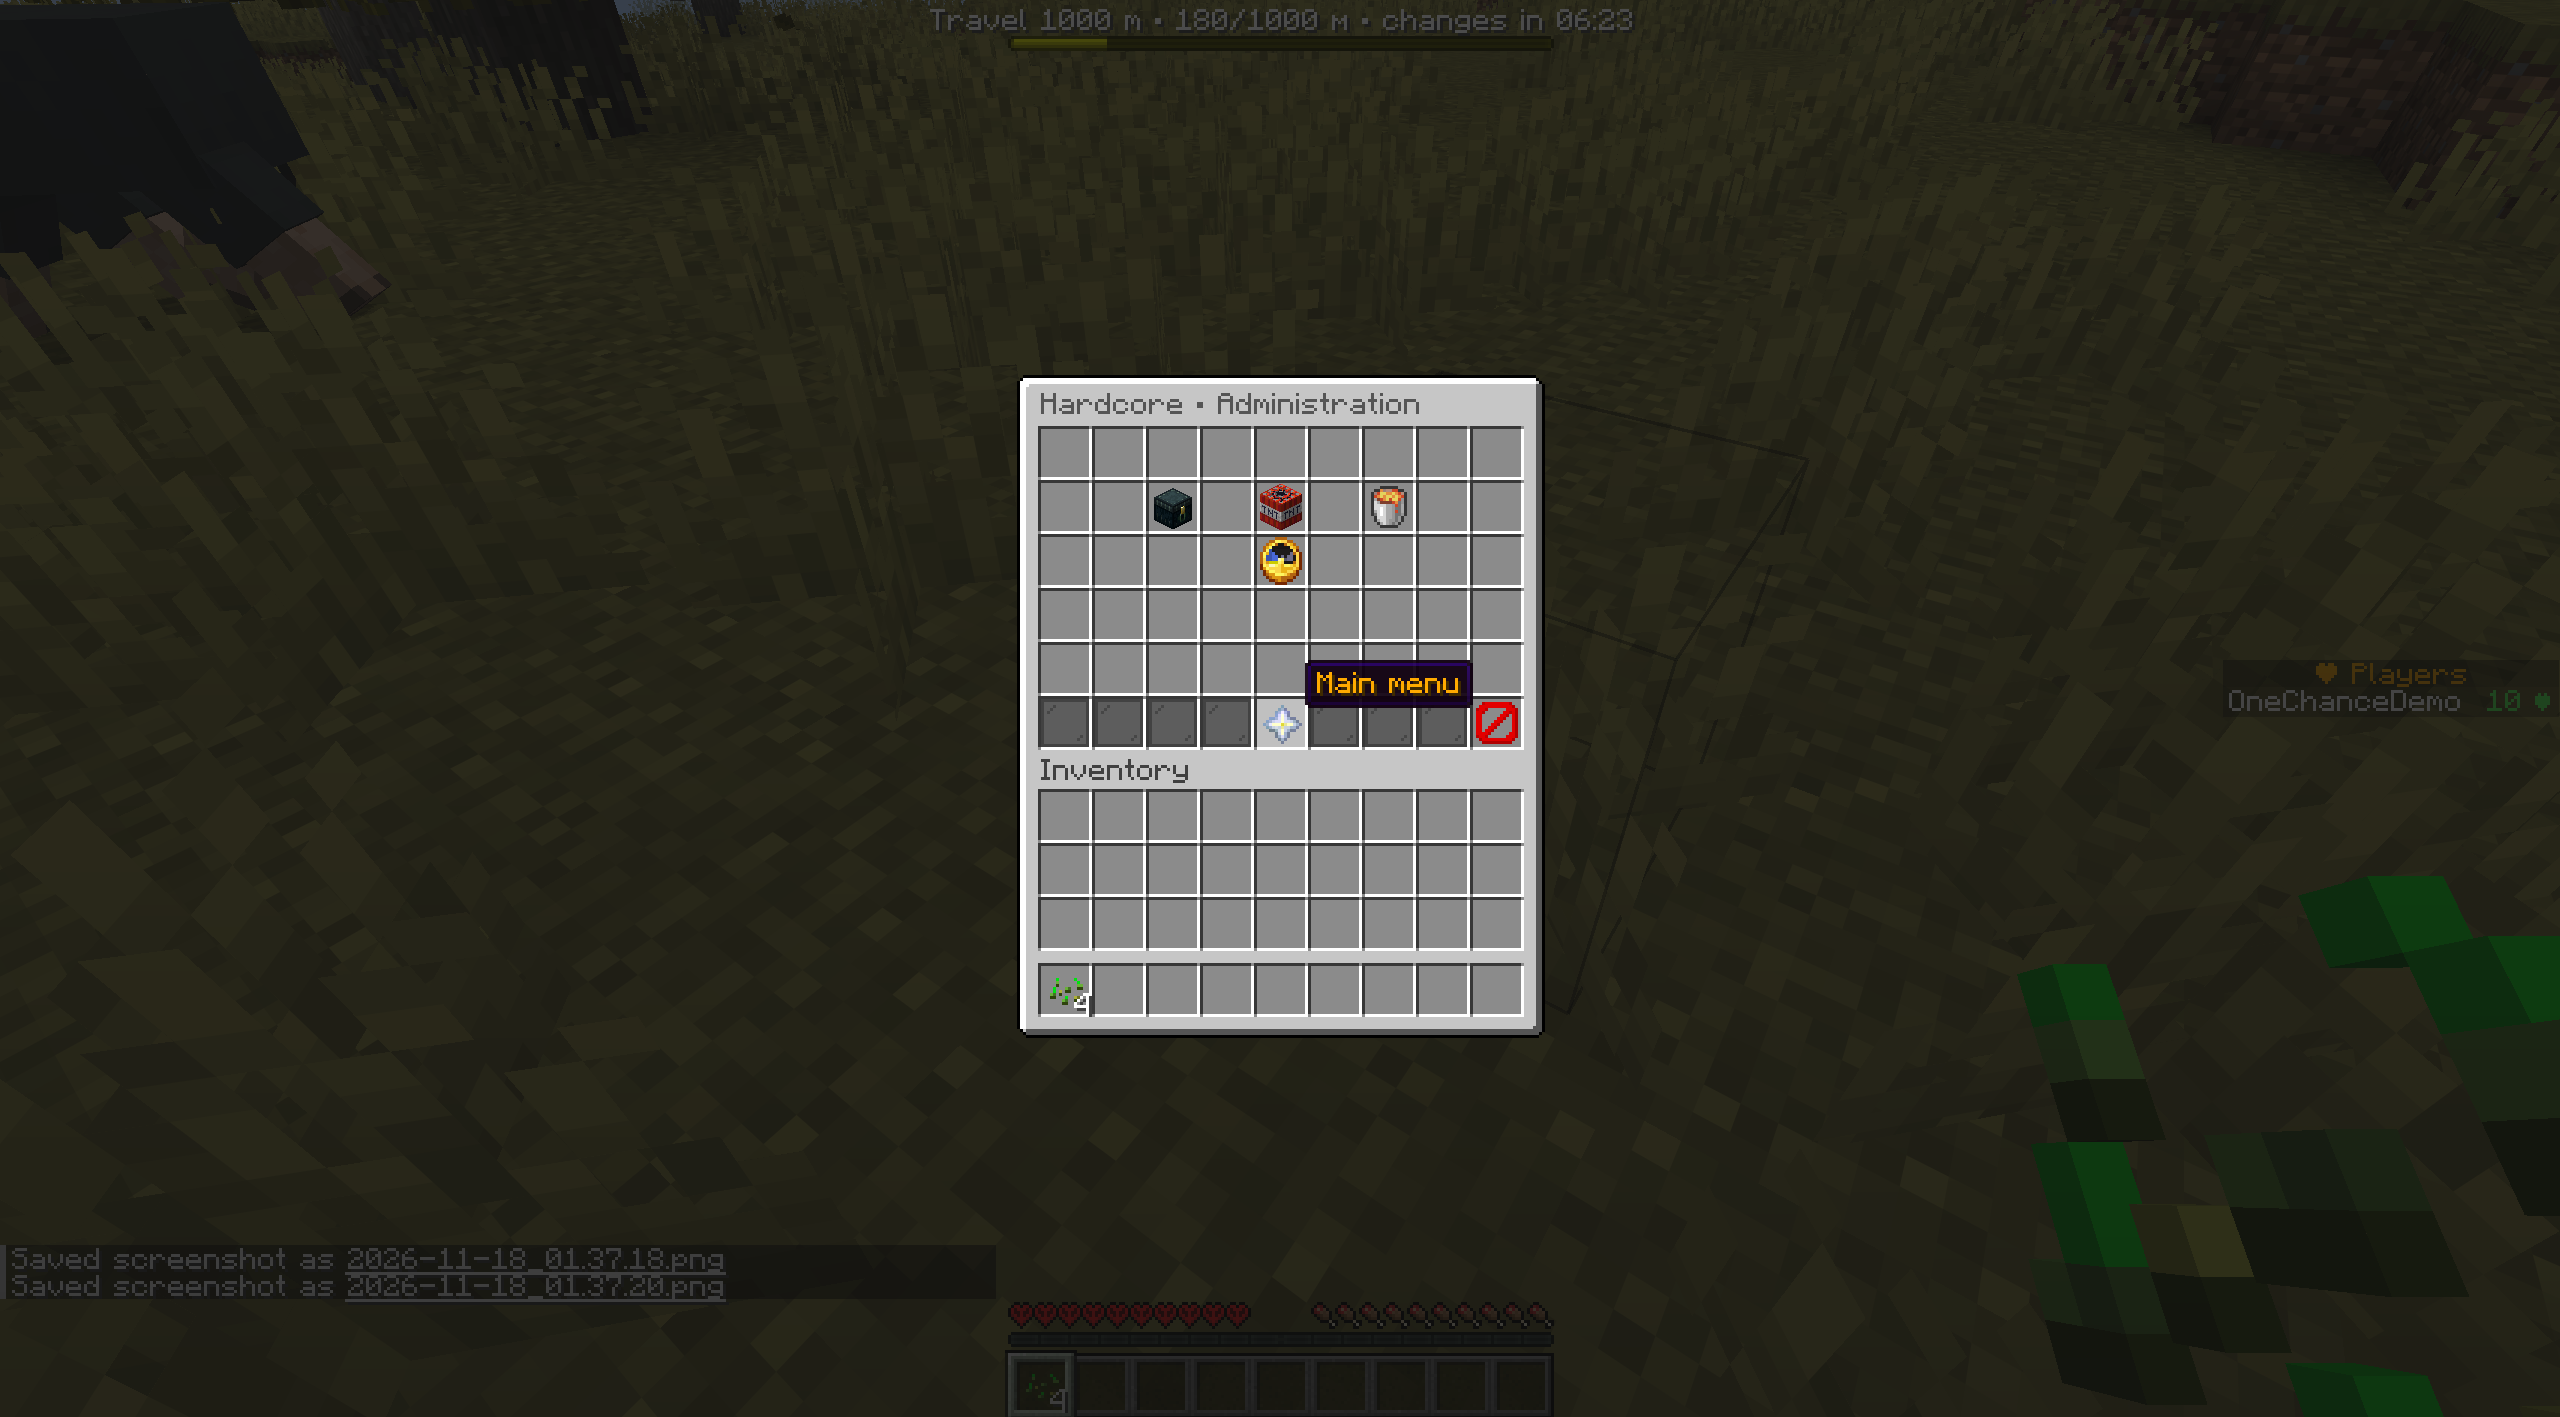 Travel 1000 m • 180/1000 м • changes in 06:23
Hardcore • Administration
Main menu
Inventory
4
Players
OneChanceDemo 10
Saved screenshot as 2026-11-18_01.37.18.png
Saved screenshot as 2026-11-18_01.37.20.png
4